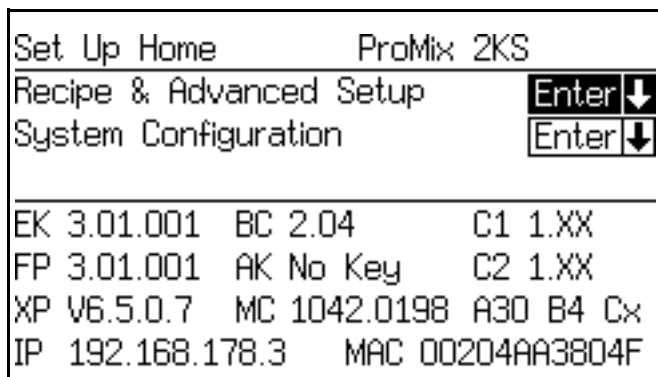 Set Up Home ProMix 2KS
Recipe & Advanced Setup Enter
System Configuration Enter
EK 3.01.001 BC 2.04 C1 1.XX
FP 3.01.001 AK No Key C2 1.XX
XP V6.5.0.7 MC 1042.0198 A30 B4 Cx
IP 192.168.178.3 MAC 00204AA3804F